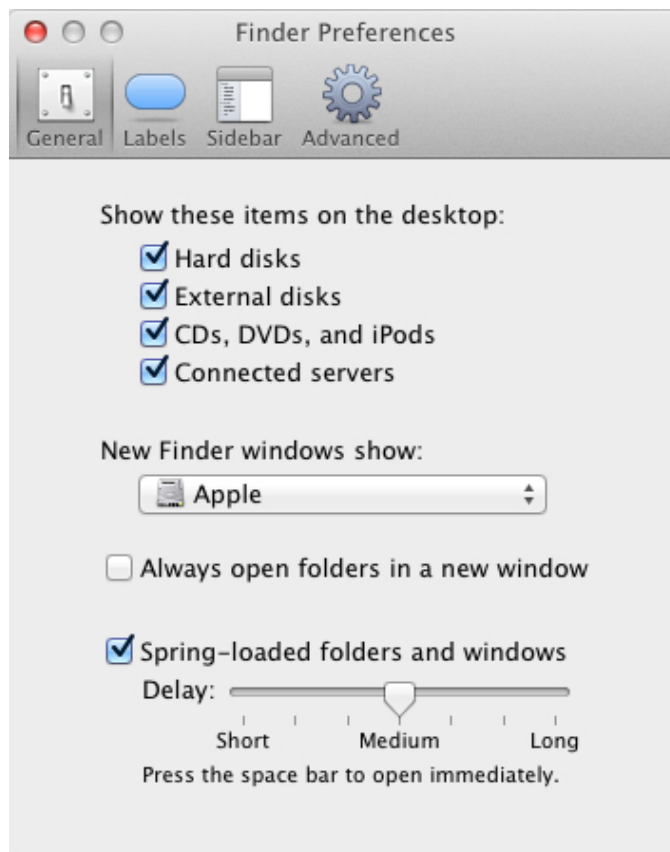 Finder Preferences
General Labels Sidebar Advanced
Show these items on the desktop:
Hard disks
External disks
CDs, DVDs, and iPods
Connected servers
New Finder windows show:
Apple
Always open folders in a new window
Spring-loaded folders and windows
Delay:
Short Medium Long
Press the space bar to open immediately.